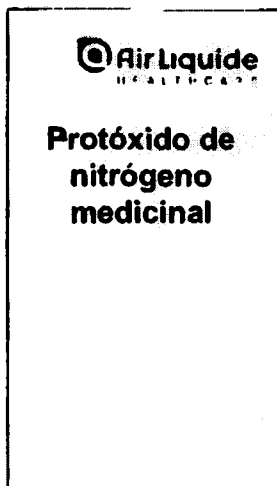 Air Liquide
HEALTHCARE
Protóxido de
nitrógeno
medicinal